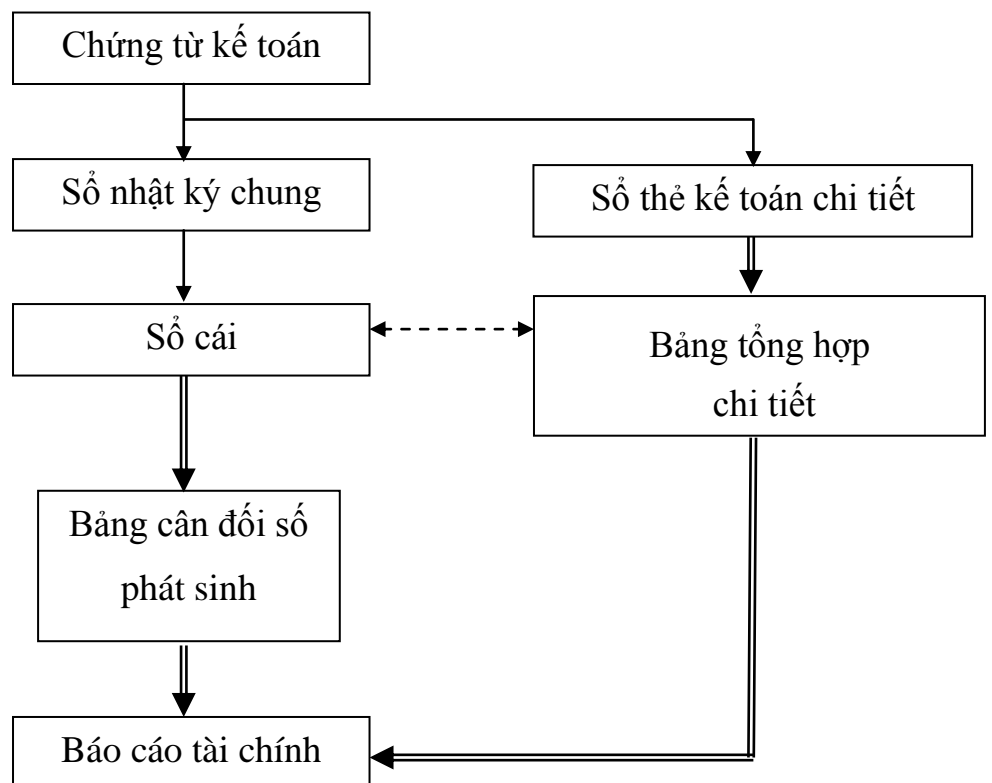 Chứng từ kế toán
Sổ nhật ký chung
Sổ thẻ kế toán chi tiết
Sổ cái
Bảng tổng hợp
chi tiết
Bảng cân đối số
phát sinh
Báo cáo tài chính